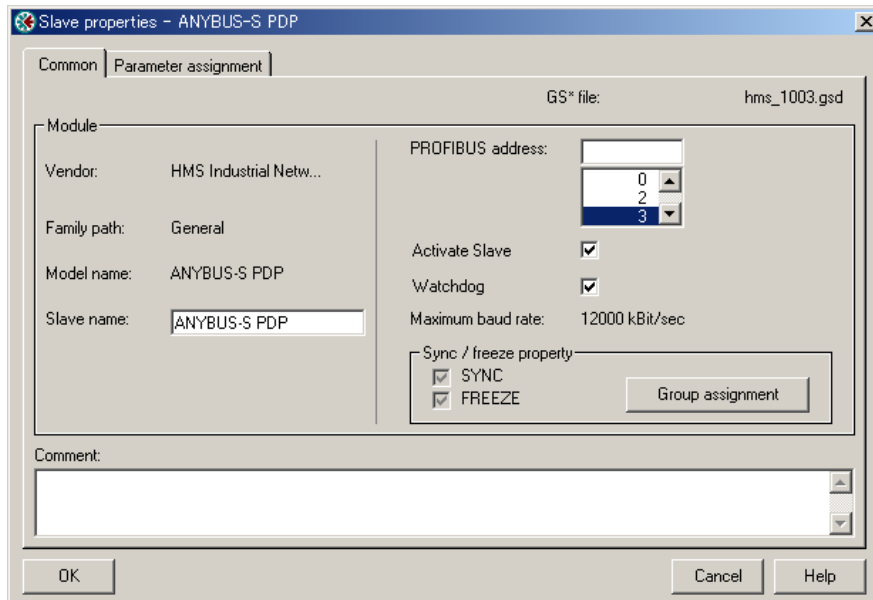 Slave properties - ANYBUS-S PDP
Common
Parameter assignment
GS* file: hms_1003.gsd
Module
Vendor: HMS Industrial Netw...
Family path: General
Model name: ANYBUS-S PDP
Slave name: ANYBUS-S PDP
PROFIBUS address:
0
2
3
Activate Slave
Watchdog
Maximum baud rate: 12000 kBit/sec
Sync / freeze property
SYNC
FREEZE
Group assignment
Comment:
OK
Cancel
Help